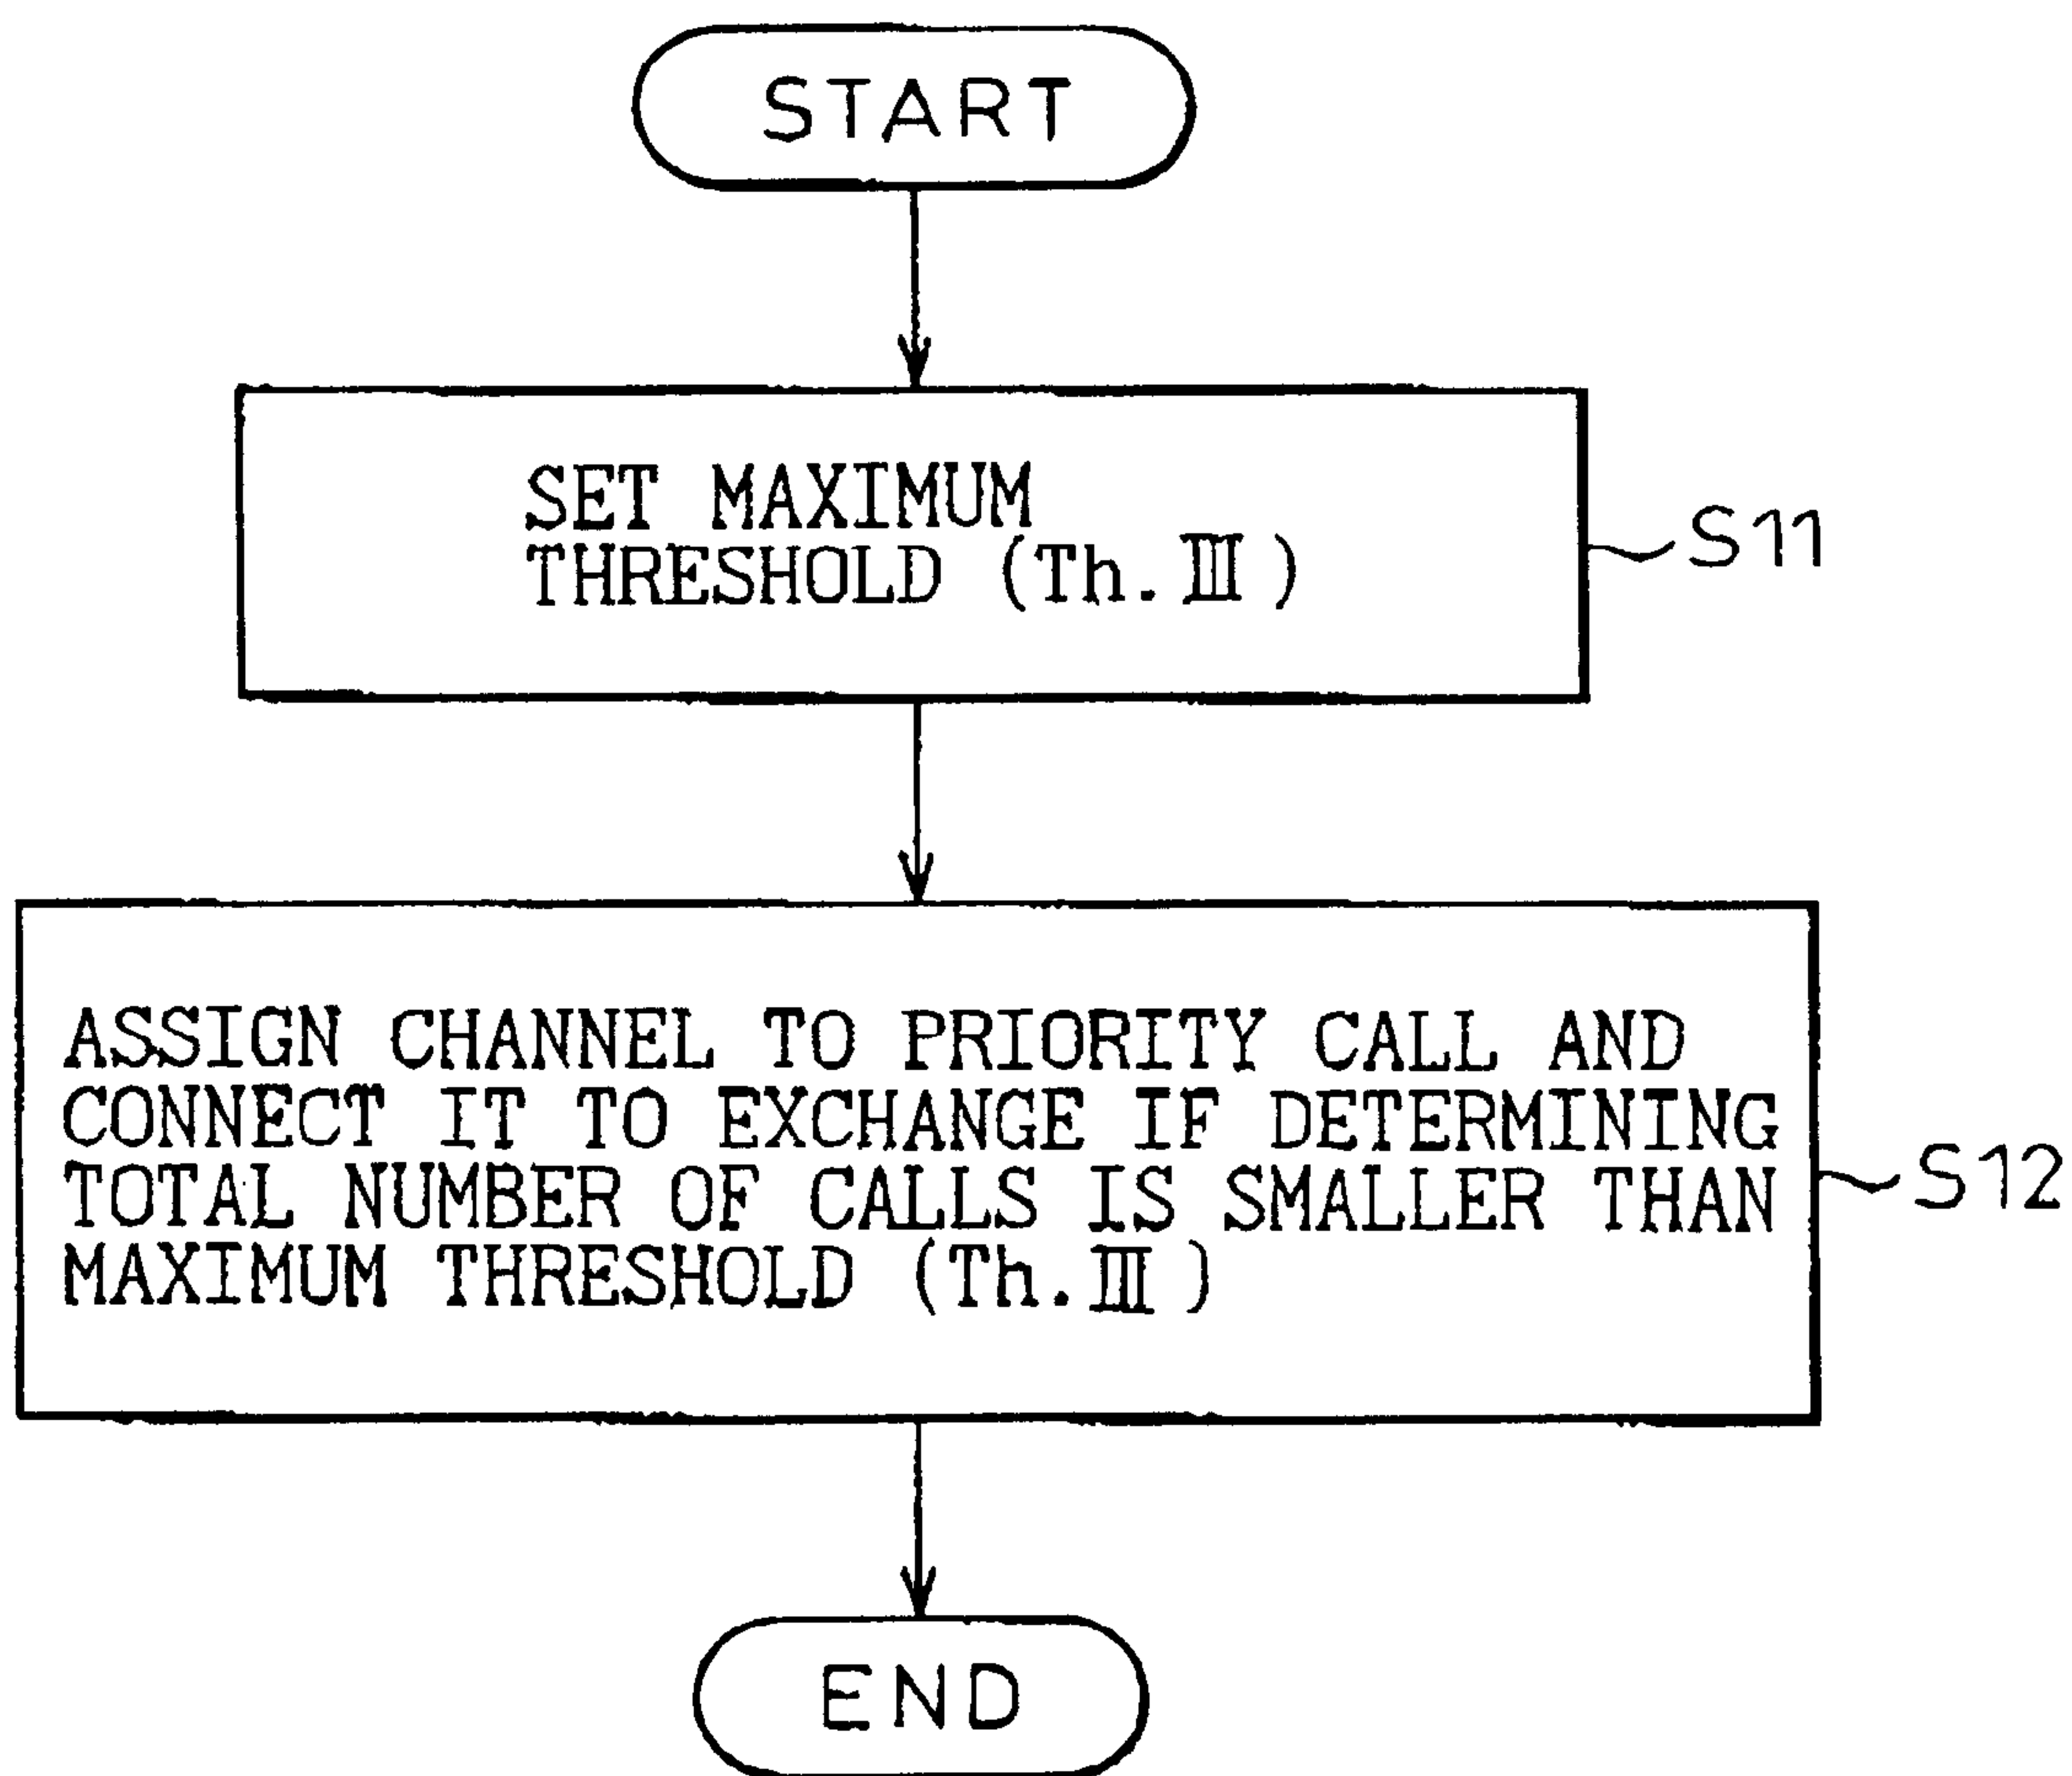 START
SET MAXIMUM
THRESHOLD (Th. Ⅲ)
S11
ASSIGN CHANNEL TO PRIORITY CALL AND
CONNECT IT TO EXCHANGE IF DETERMINING
TOTAL NUMBER OF CALLS IS SMALLER THAN
MAXIMUM THRESHOLD (Th. Ⅲ)
S12
END